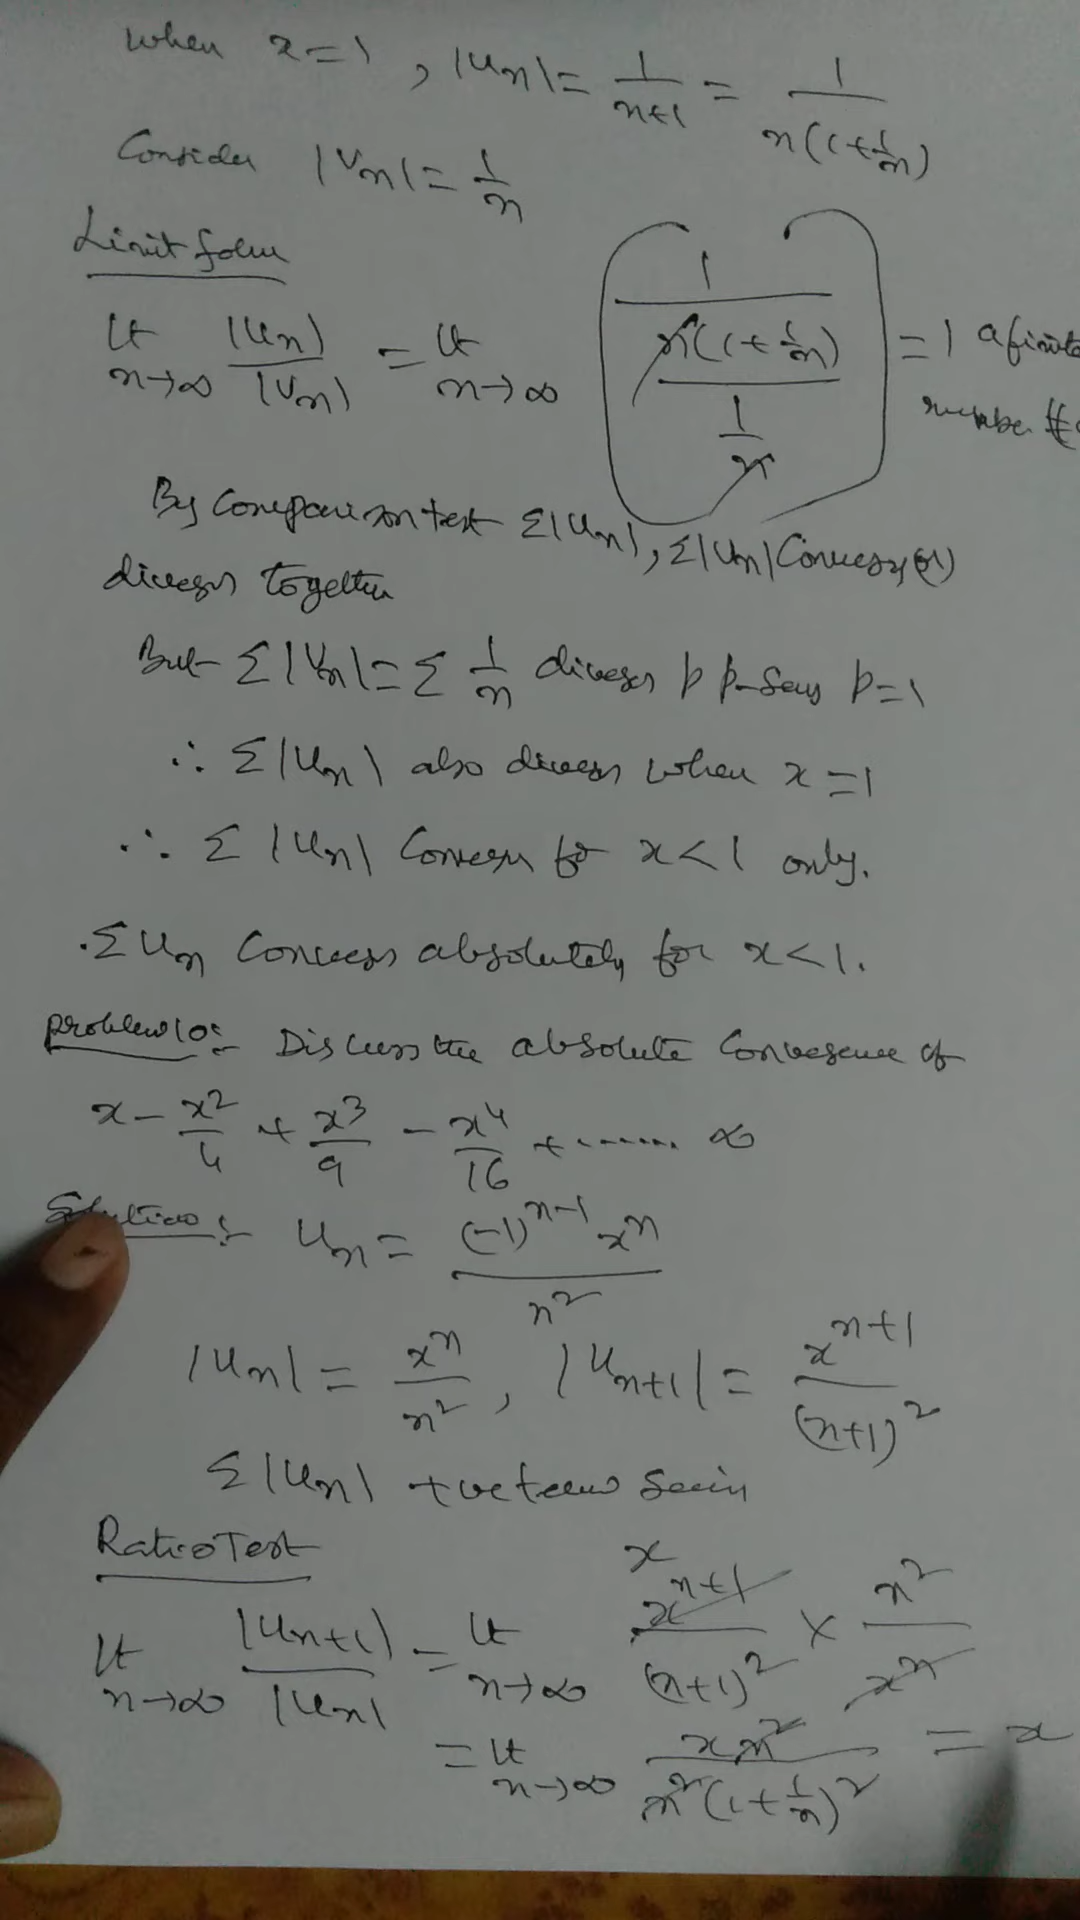 When x=1, |Un|= 1/(n+1) = 1/(n(1+1/n))
Consider |Vn|= 1/n
Limit form
Lt n→∞ |Un|/|Vn| = Lt n→∞ (1/(n(1+1/n)) / (1/n)) = 1 a finite
number ≠
By Comparison test Σ|Un|, Σ|Vn| Converges (or)
diverges together
But Σ|Vn|= Σ 1/n diverges by p-series p=1
∴ Σ|Un| also diverges when x=1
∴ Σ|Un| Converges for x<1 only.
∴ΣUn Converges absolutely for x<1.
Problem 10:- Discuss the absolute Convergence of
x - x²/4 + x³/9 - x⁴/16 + ....... ∞
Solution:- Un = (-1)ⁿ⁻¹ xⁿ / n²
|Un| = xⁿ/n² , |Un+1| = xⁿ⁺¹/(n+1)²
Σ|Un| +ve term series
Ratio Test
Lt n→∞ |Un+1|/|Un| = Lt n→∞ xⁿ⁺¹/(n+1)² × n²/xⁿ
= Lt n→∞ x n²/(n²(1+1/n)²) = x